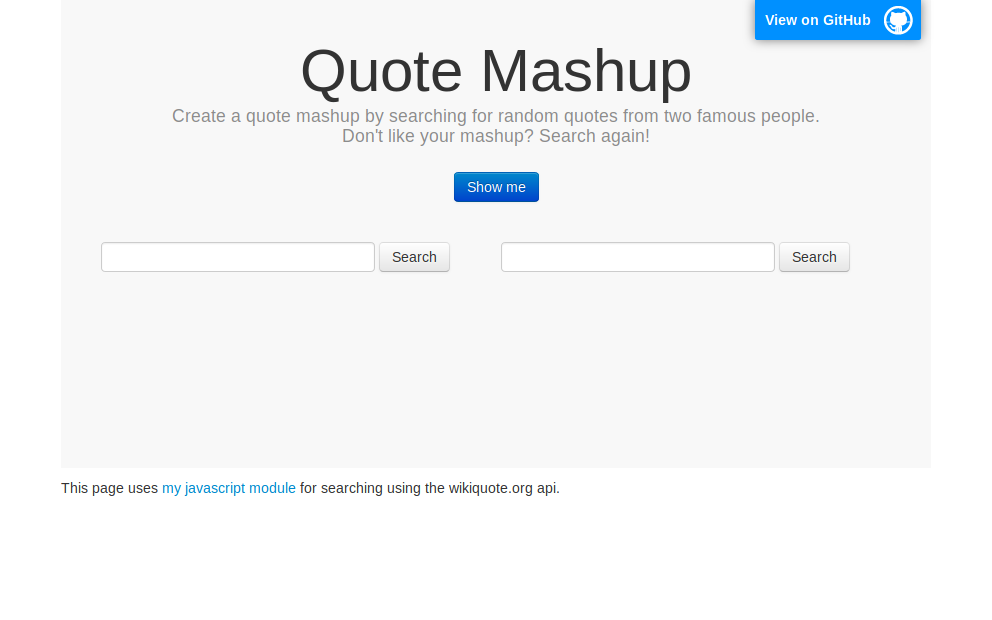 View on GitHub
Quote Mashup
Create a quote mashup by searching for random quotes from two famous people.
Don't like your mashup? Search again!
Show me
Search
Search
This page uses my javascript module for searching using the wikiquote.org api.